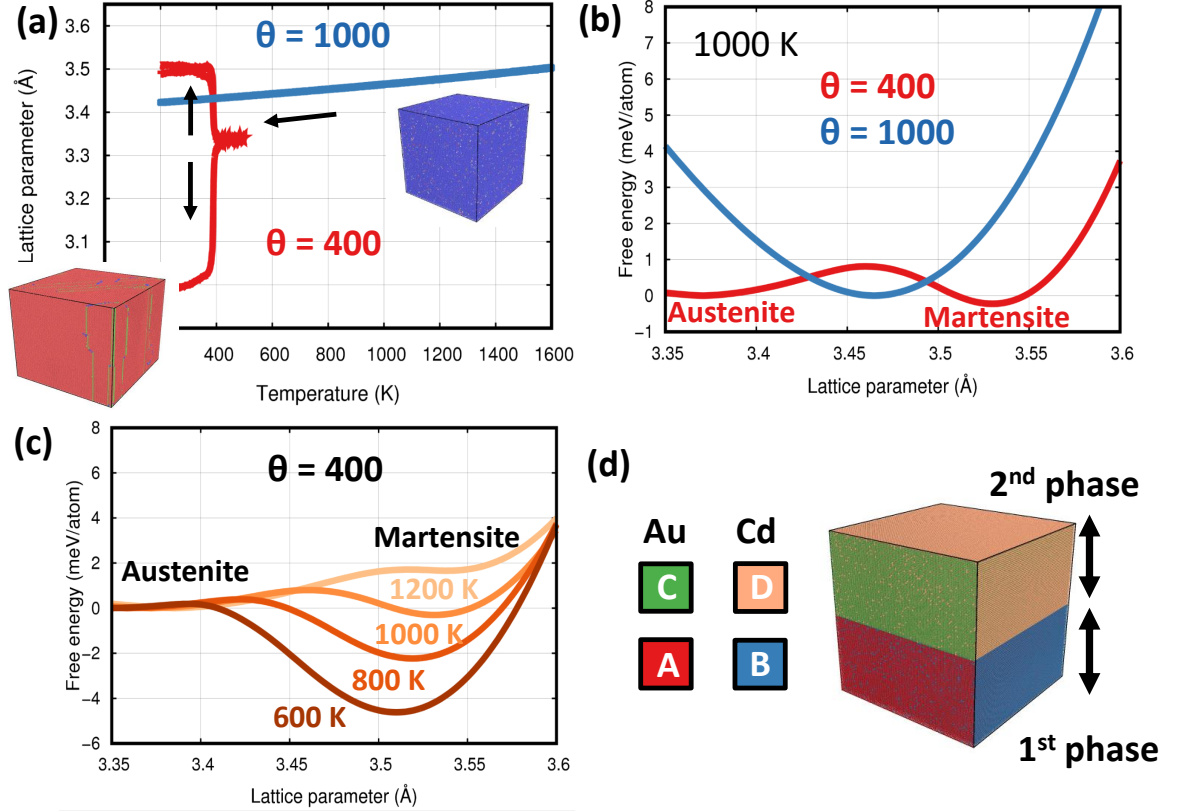 (a)
3.6
3.5
3.4
3.3
3.2
3.1
Lattice parameter (Å)
θ = 1000
θ = 400
400
600
800
1000
1200
1400
1600
Temperature (K)
(b)
8
7
6
5
4
3
2
1
0
−1
Free energy (meV/atom)
1000 K
θ = 400
θ = 1000
Austenite
Martensite
3.35
3.4
3.45
3.5
3.55
3.6
Lattice parameter (Å)
(c)
8
6
4
2
0
−2
−4
−6
Free energy (meV/atom)
θ = 400
Martensite
Austenite
1200 K
1000 K
800 K
600 K
3.35
3.4
3.45
3.5
3.55
3.6
Lattice parameter (Å)
(d)
2nd phase
Au Cd
C D
A B
1st phase